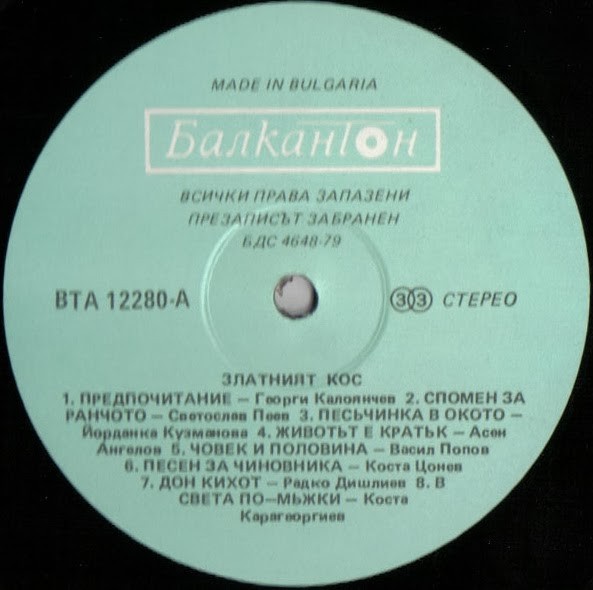 MADE IN BULGARIA
Балкантон
ВСИЧКИ ПРАВА ЗАПАЗЕНИ
ПРЕЗАПИСЪТ ЗАБРАНЕН
БДС 4648-79
ВТА 12280-А
33 СТЕРЕО
ЗЛАТНИЯТ КОС
1. ПРЕДПОЧИТАНИЕ – Георги Калоянчев 2. СПОМЕН ЗА
РАНЧОТО – Светослав Пеев 3. ПЕСЪЧИНКА В ОКОТО –
Йорданка Кузманова 4. ЖИВОТЪТ Е КРАТЪК – Асен
Ангелов 5. ЧОВЕК И ПОЛОВИНА – Васил Попов
6. ПЕСЕН ЗА ЧИНОВНИКА – Коста Цонев
7. ДОН КИХОТ – Радко Дишлиев 8. В
СВЕТА ПО-МЪЖКИ – Коста
Карагеоргиев